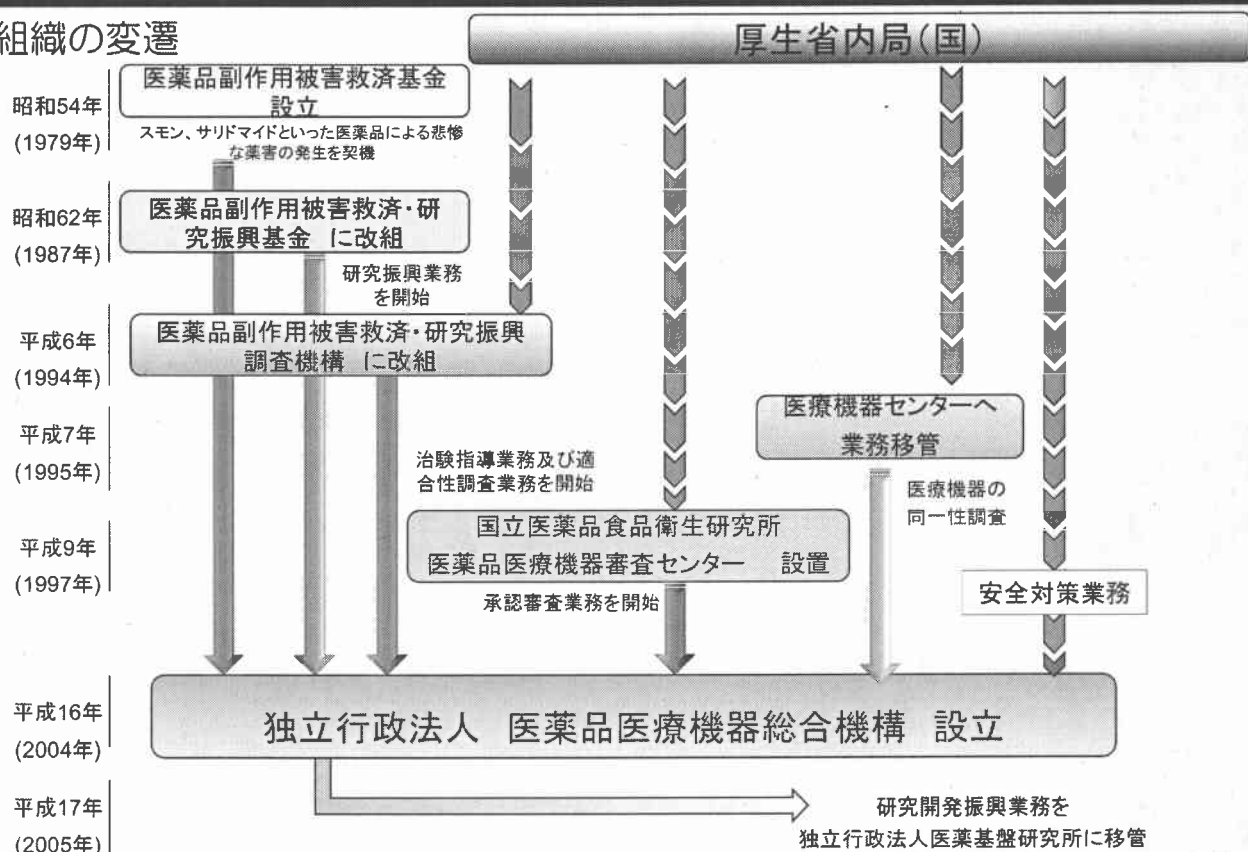 組織の変遷
厚生省内局(国)
昭和54年
(1979年)
医薬品副作用被害救済基金
設立
スモン、サリドマイドといった医薬品による悲惨
な薬害の発生を契機
昭和62年
(1987年)
医薬品副作用被害救済・研
究振興基金 に改組
研究振興業務
を開始
平成6年
(1994年)
医薬品副作用被害救済・研究振興
調査機構 に改組
平成7年
(1995年)
医療機器センターへ
業務移管
治験指導業務及び適
合性調査業務を開始
医療機器の
同一性調査
平成9年
(1997年)
国立医薬品食品衛生研究所
医薬品医療機器審査センター 設置
承認審査業務を開始
安全対策業務
平成16年
(2004年)
独立行政法人 医薬品医療機器総合機構 設立
平成17年
(2005年)
研究開発振興業務を
独立行政法人医薬基盤研究所に移管